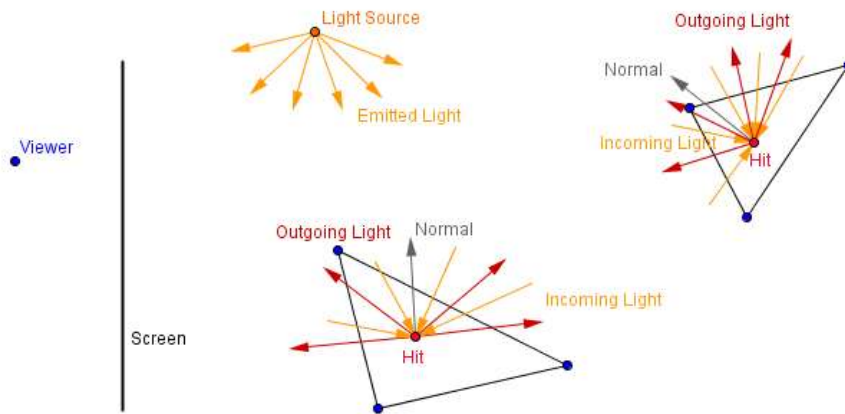 Light Source
Outgoing Light
Normal
Viewer
Emitted Light
Incoming Light
Hit
Outgoing Light
Normal
Incoming Light
Screen
Hit